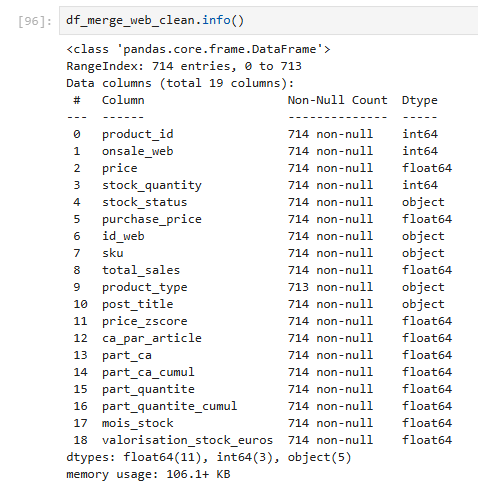 [96]: df_merge_web_clean.info()
<class 'pandas.core.frame.DataFrame'>
RangeIndex: 714 entries, 0 to 713
Data columns (total 19 columns):
 #   Column                    Non-Null Count  Dtype
---  ------                    --------------  -----
 0   product_id                714 non-null    int64
 1   onsale_web                714 non-null    int64
 2   price                     714 non-null    float64
 3   stock_quantity            714 non-null    int64
 4   stock_status              714 non-null    object
 5   purchase_price            714 non-null    float64
 6   id_web                    714 non-null    object
 7   sku                       714 non-null    object
 8   total_sales               714 non-null    float64
 9   product_type              713 non-null    object
 10  post_title                714 non-null    object
 11  price_zscore              714 non-null    float64
 12  ca_par_article            714 non-null    float64
 13  part_ca                   714 non-null    float64
 14  part_ca_cumul             714 non-null    float64
 15  part_quantite             714 non-null    float64
 16  part_quantite_cumul       714 non-null    float64
 17  mois_stock                714 non-null    float64
 18  valorisation_stock_euros  714 non-null    float64
dtypes: float64(11), int64(3), object(5)
memory usage: 106.1+ KB